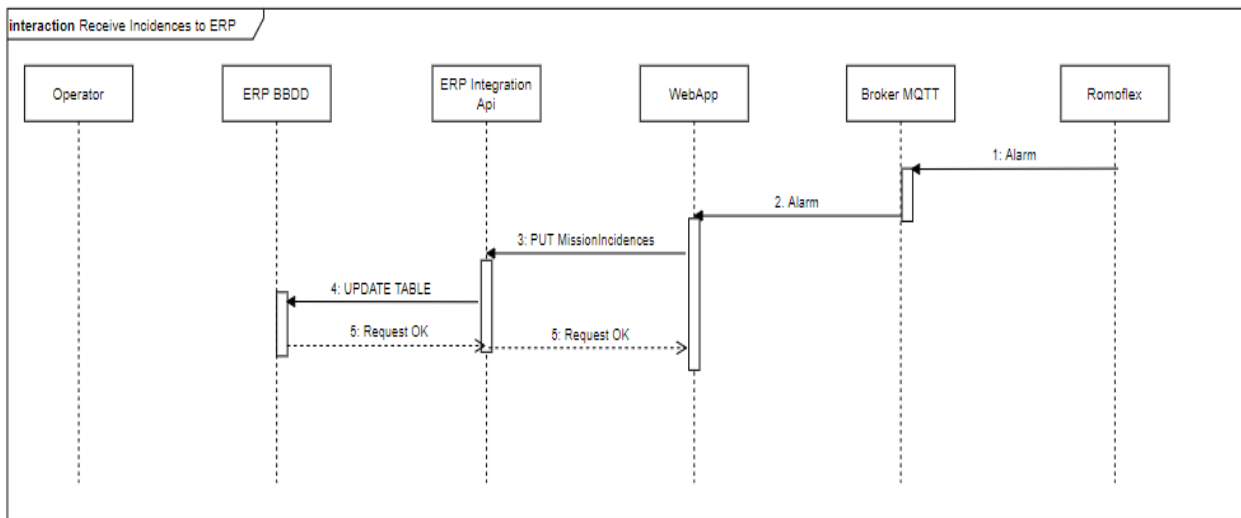 interaction Receive Incidences to ERP
Operator
ERP BBDD
ERP Integration
Api
WebApp
Broker MQTT
Romoflex
1: Alarm
2. Alarm
3: PUT MissionIncidences
4: UPDATE TABLE
5: Request OK
5: Request OK